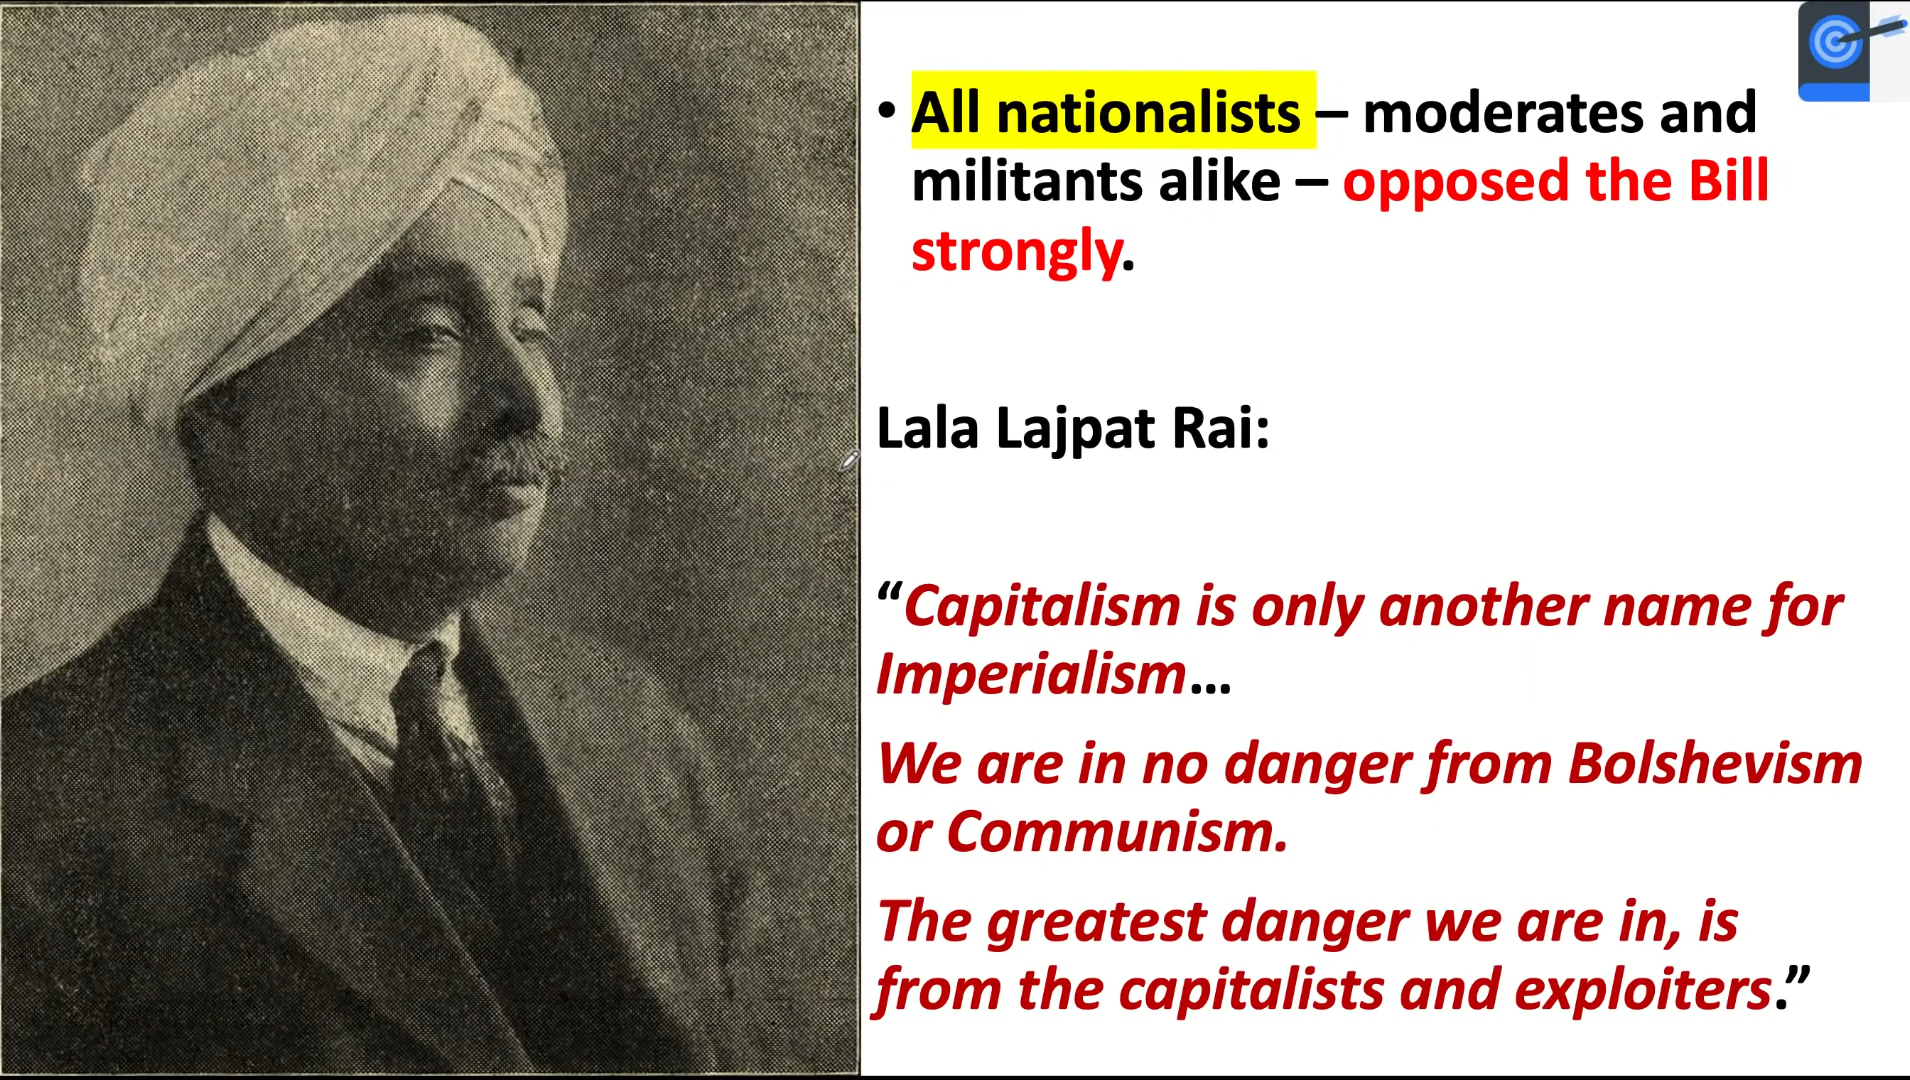 • All nationalists – moderates and
militants alike – opposed the Bill
strongly.
Lala Lajpat Rai:
“Capitalism is only another name for
Imperialism…
We are in no danger from Bolshevism
or Communism.
The greatest danger we are in, is
from the capitalists and exploiters.”